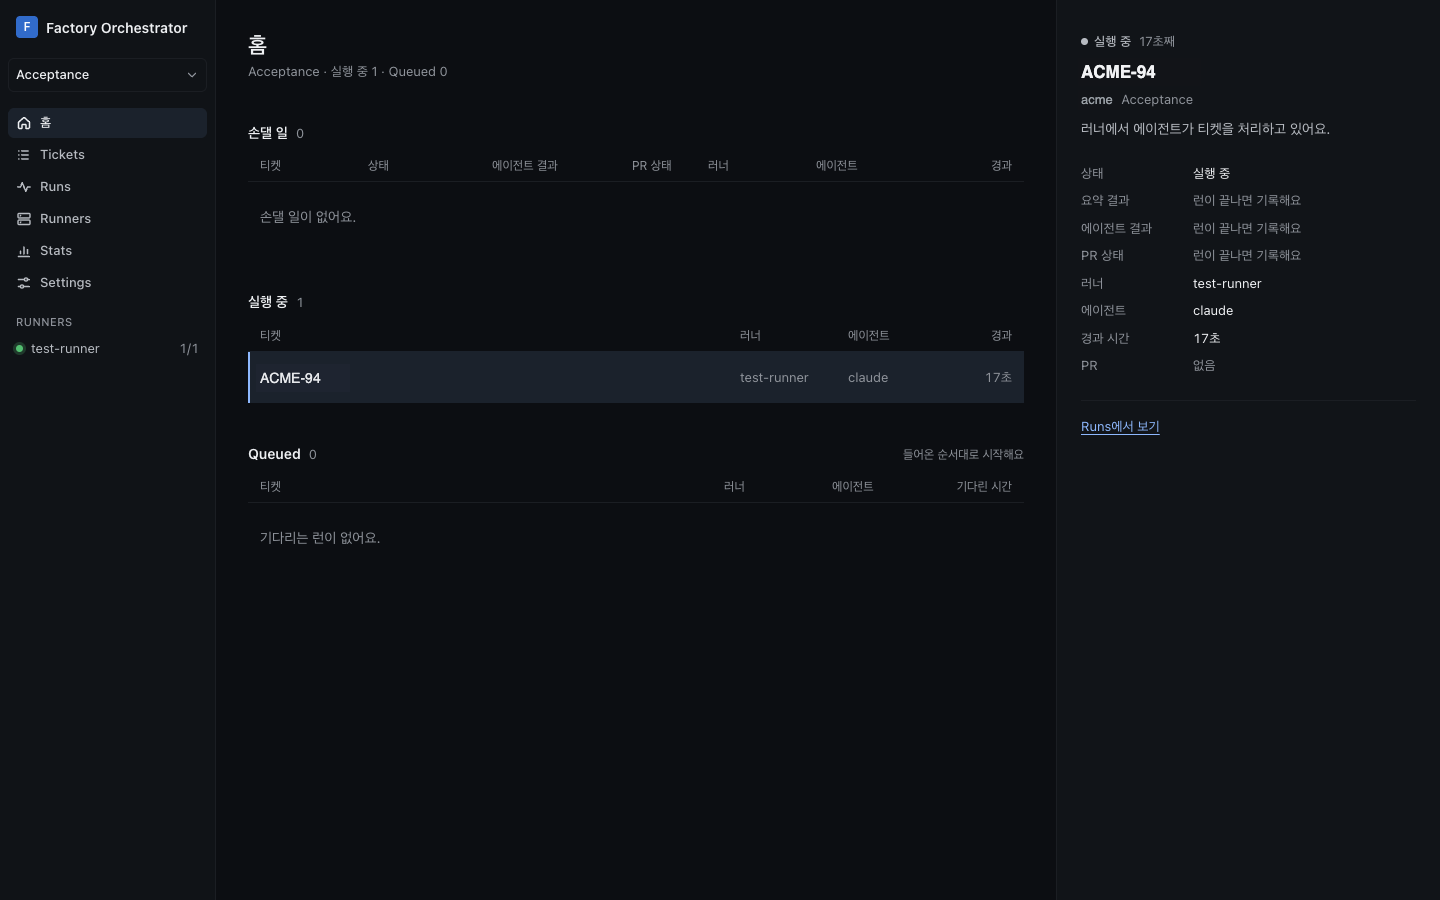 F Factory Orchestrator
Acceptance
홈
Tickets
Runs
Runners
Stats
Settings
RUNNERS
test-runner 1/1
홈
Acceptance · 실행 중 1 · Queued 0
손댈 일 0
티켓 상태 에이전트 결과 PR 상태 러너 에이전트 경과
손댈 일이 없어요.
실행 중 1
티켓 러너 에이전트 경과
ACME-94 test-runner claude 17초
Queued 0 들어온 순서대로 시작해요
티켓 러너 에이전트 기다린 시간
기다리는 런이 없어요.
실행 중 17초째
ACME-94
acme Acceptance
러너에서 에이전트가 티켓을 처리하고 있어요.
상태 실행 중
요약 결과 런이 끝나면 기록해요
에이전트 결과 런이 끝나면 기록해요
PR 상태 런이 끝나면 기록해요
러너 test-runner
에이전트 claude
경과 시간 17초
PR 없음
Runs에서 보기